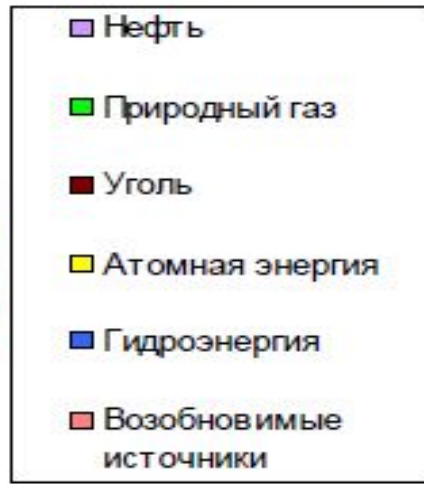 Нефть
Природный газ
Уголь
Атомная энергия
Гидроэнергия
Возобновимые
источники